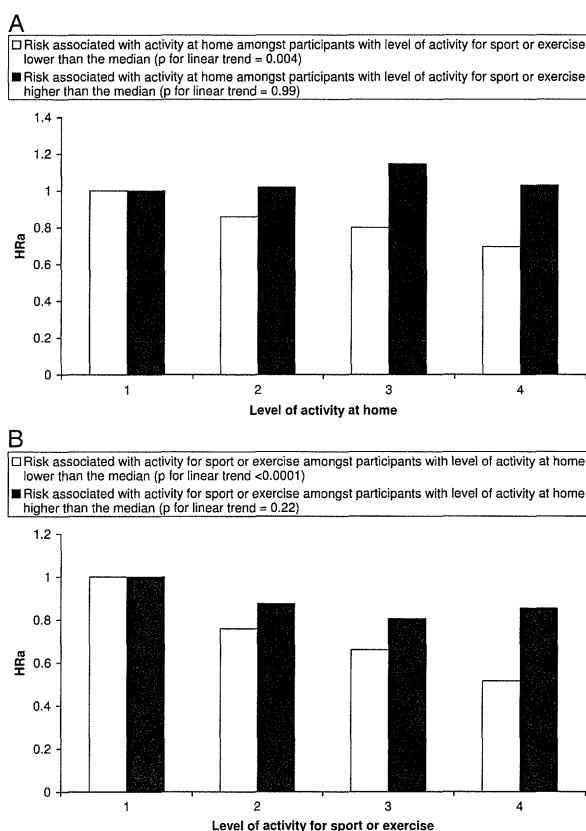 A
Risk associated with activity at home amongst participants with level of activity for sport or exercise
lower than the median (p for linear trend = 0.004)
Risk associated with activity at home amongst participants with level of activity for sport or exercise
higher than the median (p for linear trend = 0.99)
1.4
1.2
1
0.8
0.6
0.4
0.2
0
HRa
1 2 3 4
Level of activity at home
B
Risk associated with activity for sport or exercise amongst participants with level of activity at home
lower than the median (p for linear trend <0.0001)
Risk associated with activity for sport or exercise amongst participants with level of activity at home
higher than the median (p for linear trend = 0.22)
1.2
1
0.8
0.6
0.4
0.2
0
HRa
1 2 3 4
Level of activity for sport or exercise